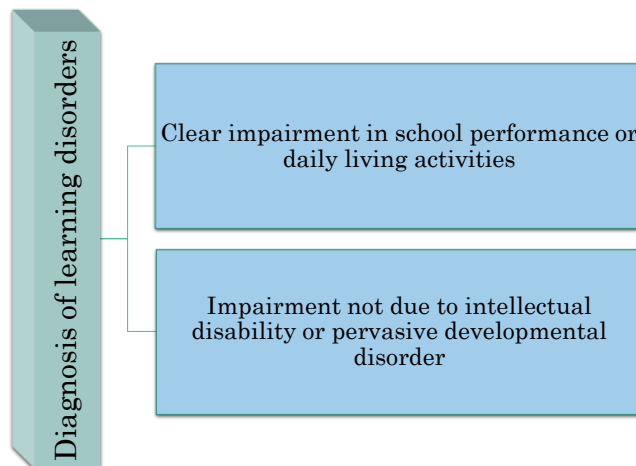 Diagnosis of learning disorders
Clear impairment in school performance or
daily living activities
Impairment not due to intellectual
disability or pervasive developmental
disorder